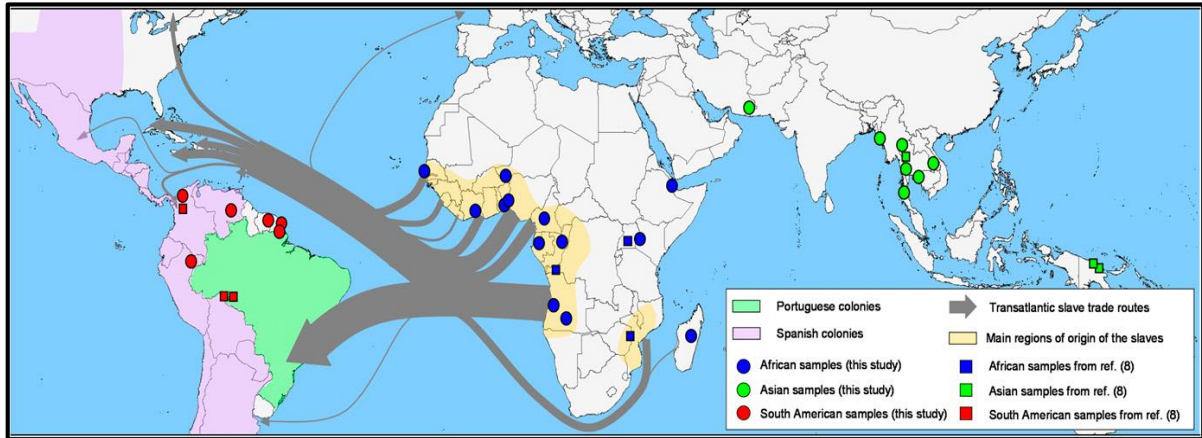 Portuguese colonies
Spanish colonies
African samples (this study)
Asian samples (this study)
South American samples (this study)
Transatlantic slave trade routes
Main regions of origin of the slaves
African samples from ref. (8)
Asian samples from ref. (8)
South American samples from ref. (8)